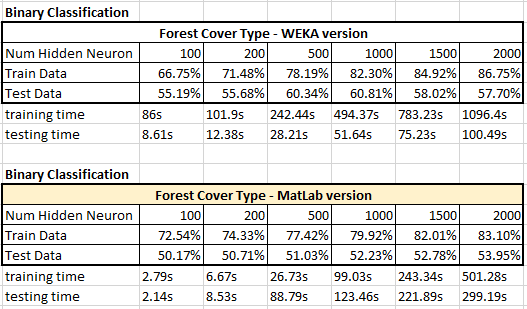 Binary Classification
Forest Cover Type - WEKA version
Num Hidden Neuron 100 200 500 1000 1500 2000
Train Data 66.75% 71.48% 78.19% 82.30% 84.92% 86.75%
Test Data 55.19% 55.68% 60.34% 60.81% 58.02% 57.70%
training time 86s 101.9s 242.44s 494.37s 783.23s 1096.4s
testing time 8.61s 12.38s 28.21s 51.64s 75.23s 100.49s
Binary Classification
Forest Cover Type - MatLab version
Num Hidden Neuron 100 200 500 1000 1500 2000
Train Data 72.54% 74.33% 77.42% 79.92% 82.01% 83.10%
Test Data 50.17% 50.71% 51.03% 52.23% 52.78% 53.95%
training time 2.79s 6.67s 26.73s 99.03s 243.34s 501.28s
testing time 2.14s 8.53s 88.79s 123.46s 221.89s 299.19s